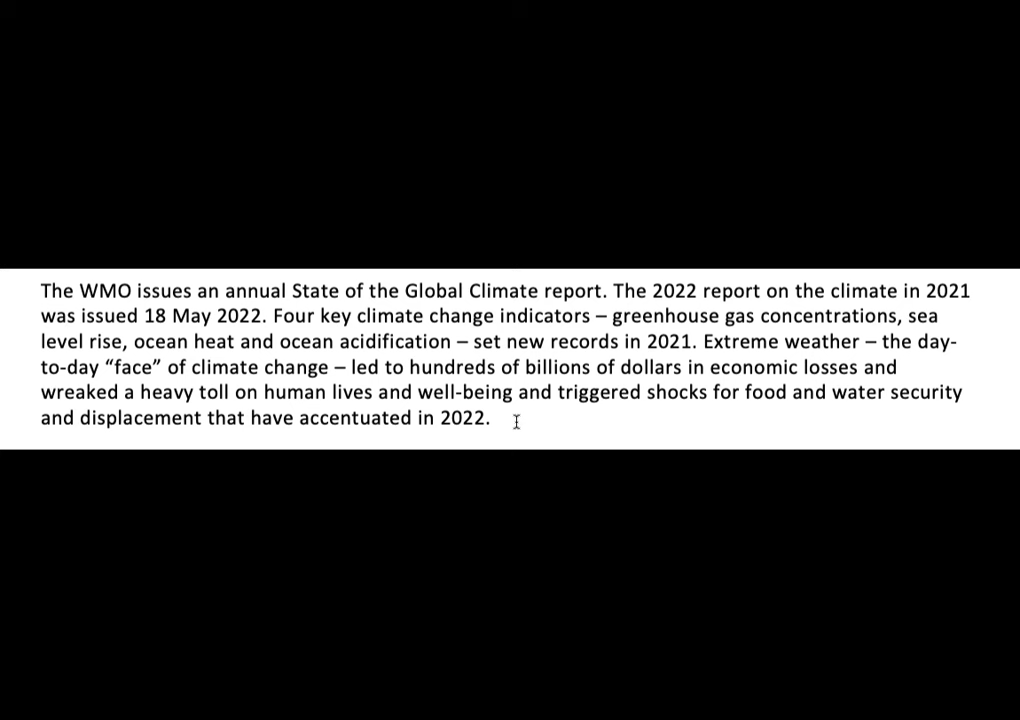 The WMO issues an annual State of the Global Climate report. The 2022 report on the climate in 2021
was issued 18 May 2022. Four key climate change indicators – greenhouse gas concentrations, sea
level rise, ocean heat and ocean acidification – set new records in 2021. Extreme weather – the day-
to-day “face” of climate change – led to hundreds of billions of dollars in economic losses and
wreaked a heavy toll on human lives and well-being and triggered shocks for food and water security
and displacement that have accentuated in 2022.